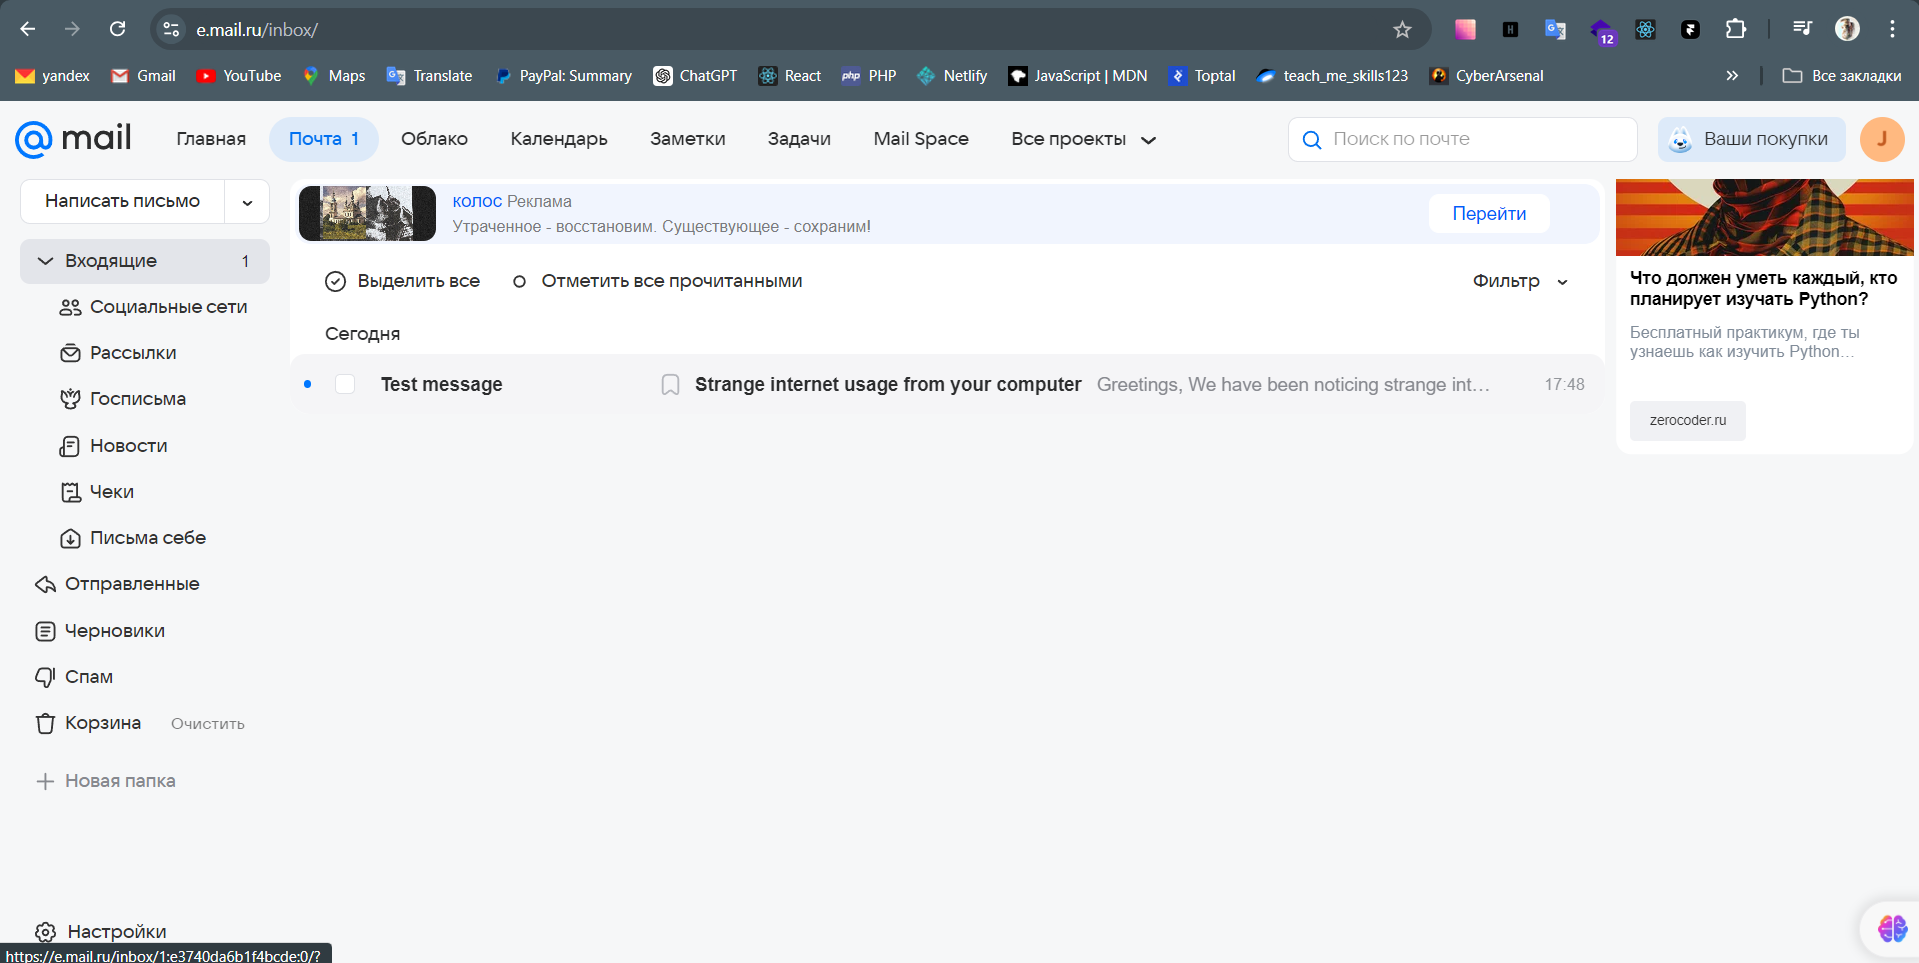 e.mail.ru/inbox/
12
yandex
Gmail
YouTube
Maps
Translate
PayPal: Summary
ChatGPT
React
php PHP
Netlify
JavaScript | MDN
Toptal
teach_me_skills123
CyberArsenal
»
Все закладки
@mail
Главная
Почта 1
Облако
Календарь
Заметки
Задачи
Mail Space
Все проекты
Поиск по почте
Ваши покупки
J
Написать письмо
Входящие 1
Социальные сети
Рассылки
Госписьма
Новости
Чеки
Письма себе
Отправленные
Черновики
Спам
Корзина Очистить
Новая папка
Настройки
https://e.mail.ru/inbox/1:e3740da6b1f4bcde:0/?
колос Реклама
Утраченное - восстановим. Существующее - сохраним!
Перейти
Выделить все
Отметить все прочитанными
Фильтр
Сегодня
Test message
Strange internet usage from your computer
Greetings, We have been noticing strange int...
17:48
Что должен уметь каждый, кто
планирует изучать Python?
Бесплатный практикум, где ты
узнаешь как изучить Python...
zerocoder.ru